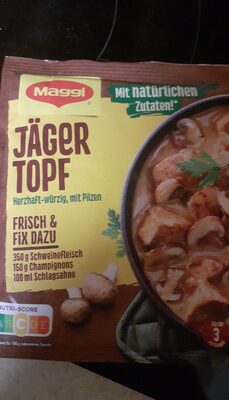 Maggi
Mit natürlichen
Zutaten!*
JÄGER
TOPF
Herzhaft-würzig, mit Pilzen
FRISCH &
FIX DAZU
350 g Schweinefleisch
150 g Champignons
100 ml Schlagsahne
NUTRI-SCORE
B C D E
3